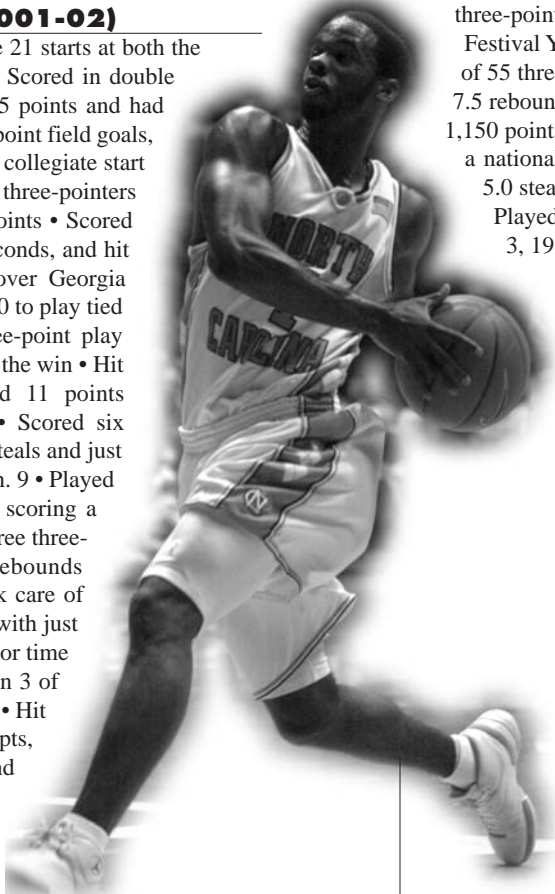 001-02)
21 starts at both the
Scored in double
5 points and had
point field goals,
collegiate start
three-pointers
oints • Scored
conds, and hit
over Georgia
0 to play tied
ee-point play
the win • Hit
d 11 points
• Scored six
teals and just
n. 9 • Played
scoring a
ree three-
ebounds
k care of
with just
or time
n 3 of
• Hit
pts,
nd
three-point
Festival Y
of 55 thre
7.5 reboun
1,150 point
a national
5.0 stea
Played
3, 19
NORTH
CAROLINA
NC